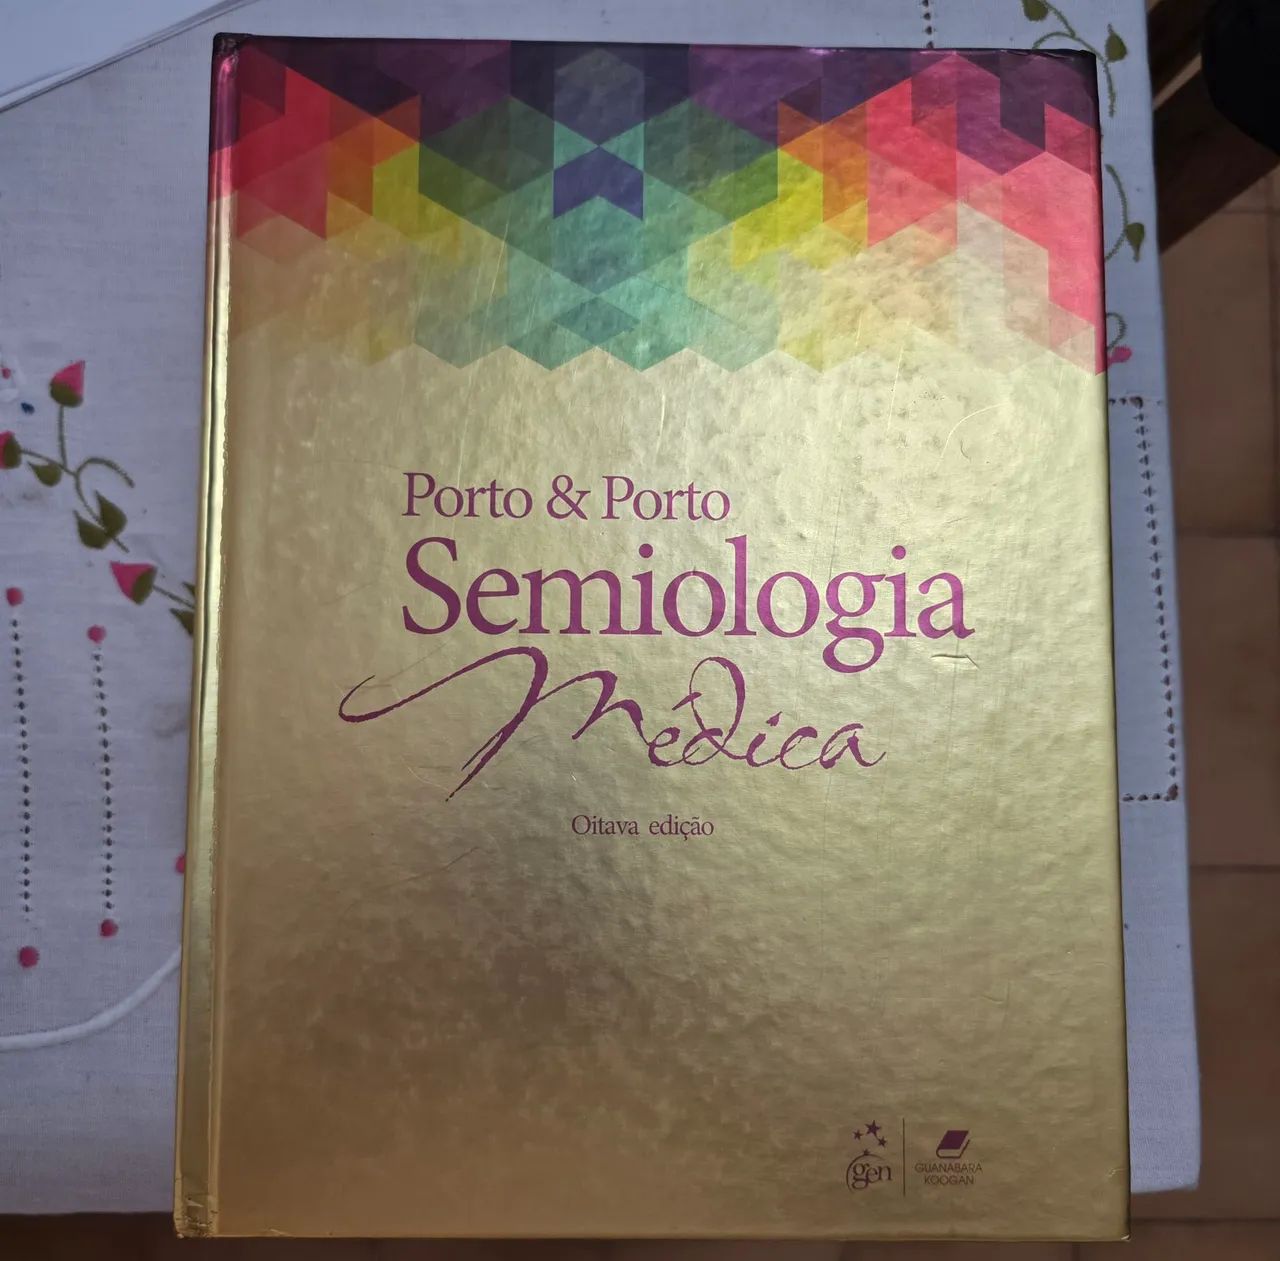 Porto & Porto
Semiologia
Médica
Oitava edição
gen
GUANABARA
KOOGAN